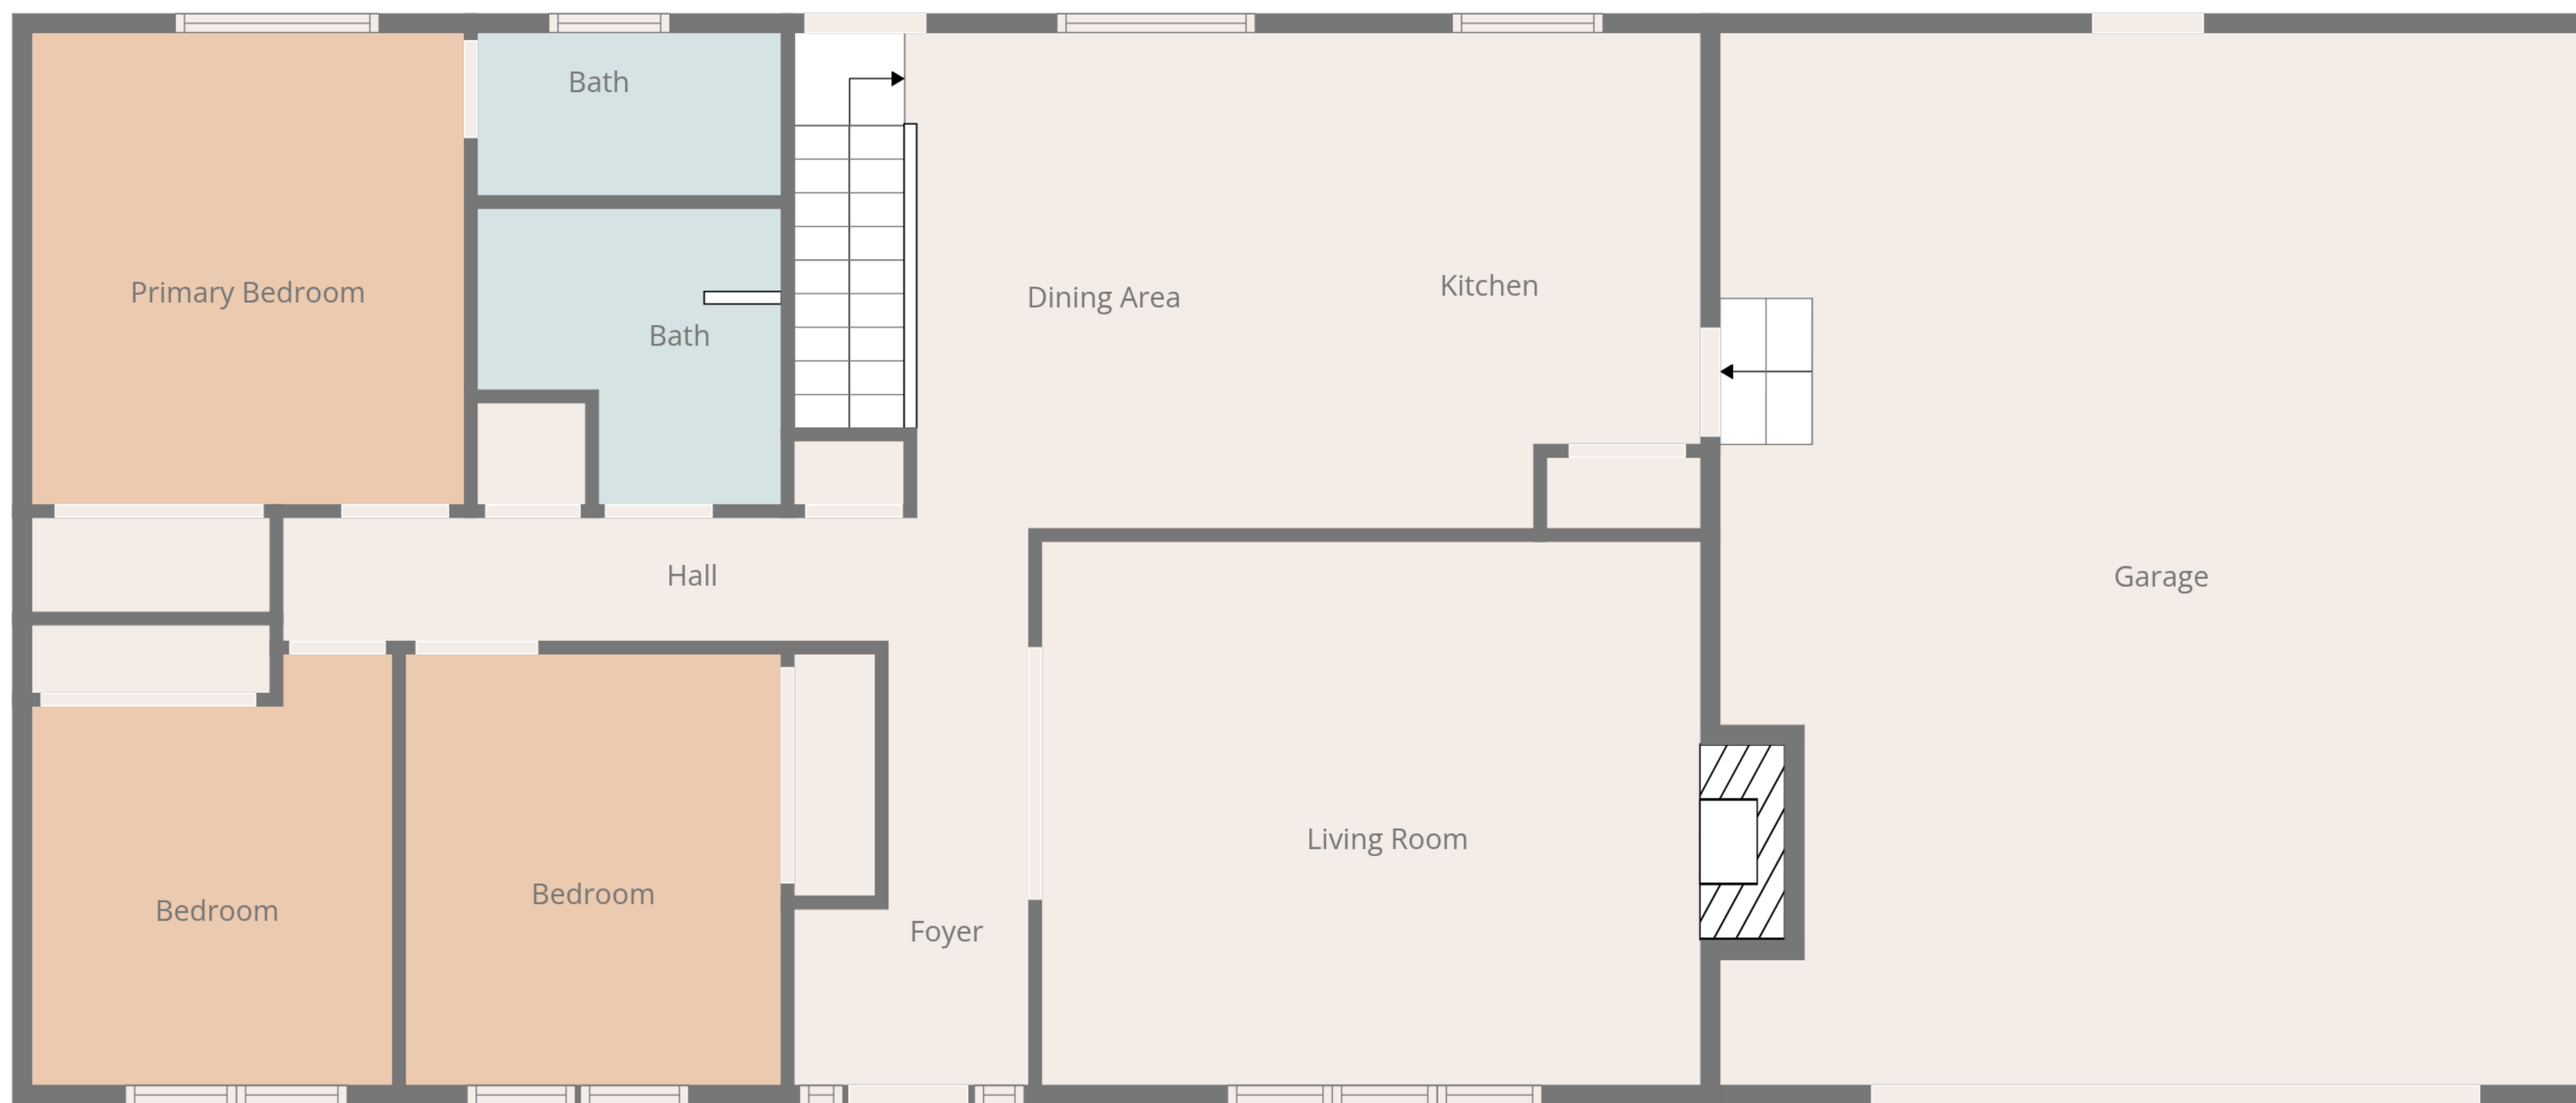 Bath
Primary Bedroom
Dining Area
Kitchen
Bath
Hall
Garage
Living Room
Bedroom
Bedroom
Foyer